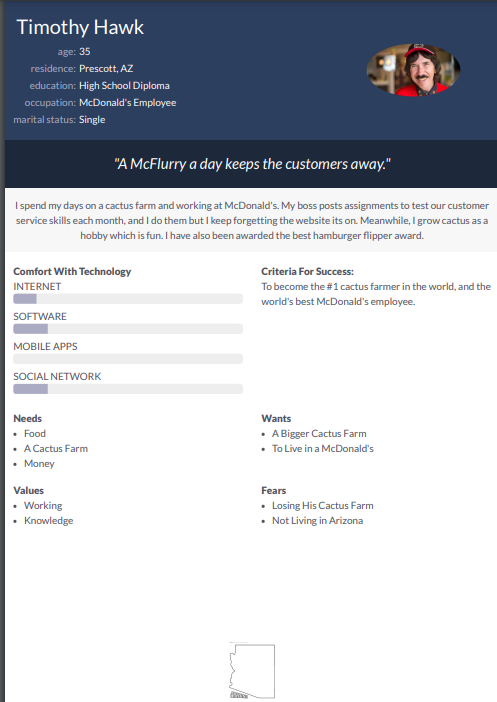 Timothy Hawk
age: 35
residence: Prescott, AZ
education: High School Diploma
occupation: McDonald's Employee
marital status: Single
"A McFlurry a day keeps the customers away."
I spend my days on a cactus farm and working at McDonald's. My boss posts assignments to test our customer
service skills each month, and I do them but I keep forgetting the website its on. Meanwhile, I grow cactus as a
hobby which is fun. I have also been awarded the best hamburger flipper award.
Comfort With Technology
INTERNET
SOFTWARE
MOBILE APPS
SOCIAL NETWORK
Criteria For Success:
To become the #1 cactus farmer in the world, and the
world's best McDonald's employee.
Needs
• Food
• A Cactus Farm
• Money
Wants
• A Bigger Cactus Farm
• To Live in a McDonald's
Values
• Working
• Knowledge
Fears
• Losing His Cactus Farm
• Not Living in Arizona